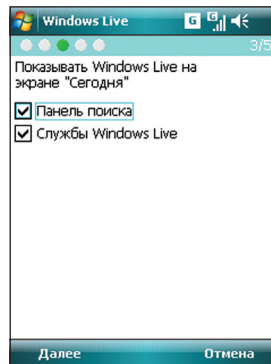 Windows Live
G
G
3/5
Показывать Windows Live на
экране "Сегодня"
Панель поиска
Службы Windows Live
Далее
Отмена